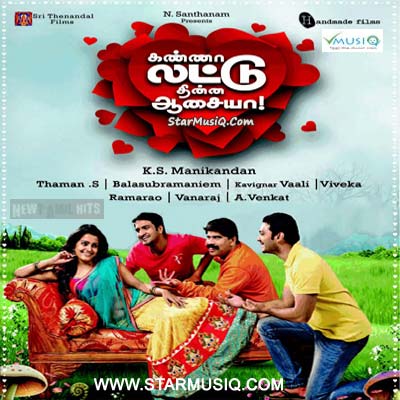 Sri Thenandal
Films
N. Santhanam
Presents
Handmade films
VMUSIQ
கண்ணா
லட்டு
தின்ன
ஆசையா!
StarMusiQ.Com
K.S. Manikandan
Thaman .S | Balasubramaniem | Kavignar Vaali | Viveka
Ramarao | Vanaraj | A.Venkat
NEW TAMIL HITS
WWW.STARMUSIQ.COM